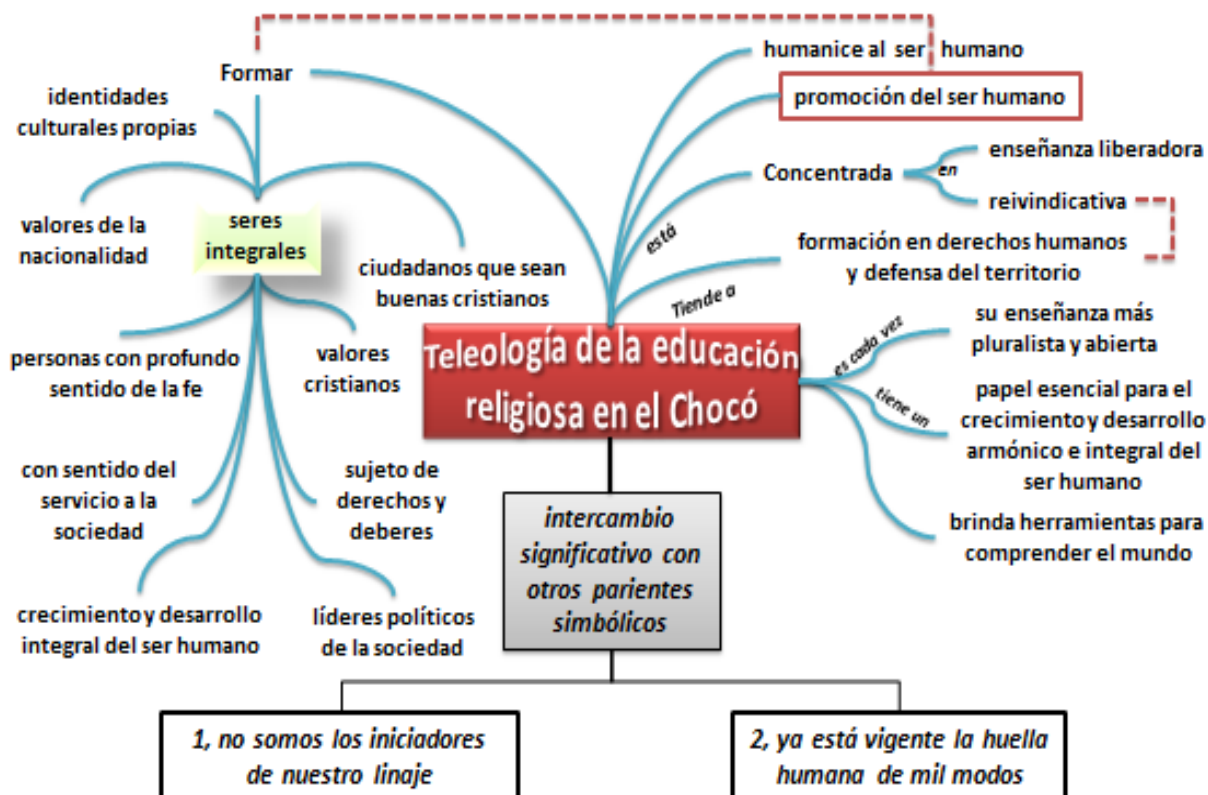 Formar
identidades
culturales propias
valores de la
nacionalidad
seres
integrales
ciudadanos que sean
buenas cristianos
personas con profundo
sentido de la fe
valores
cristianos
con sentido del
servicio a la
sociedad
sujeto de
derechos y
deberes
crecimiento y desarrollo
integral del ser humano
líderes políticos
de la sociedad
humanice al ser humano
promoción del ser humano
está
Concentrada
en
enseñanza liberadora
reivindicativa
Tiende a
formación en derechos humanos
y defensa del territorio
Teleología de la educación
religiosa en el Chocó
es cada vez
su enseñanza más
pluralista y abierta
tiene un
papel esencial para el
crecimiento y desarrollo
armónico e integral del
ser humano
brinda herramientas para
comprender el mundo
intercambio
significativo con
otros parientes
simbólicos
1, no somos los iniciadores
de nuestro linaje
2, ya está vigente la huella
humana de mil modos